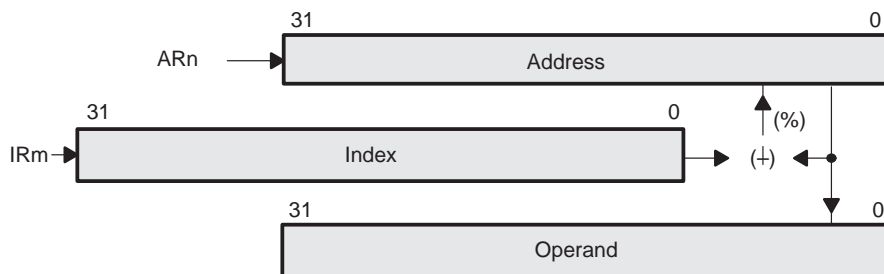 31 0
ARn Address
(%)
31 0
IRm Index (+)
31 0
Operand